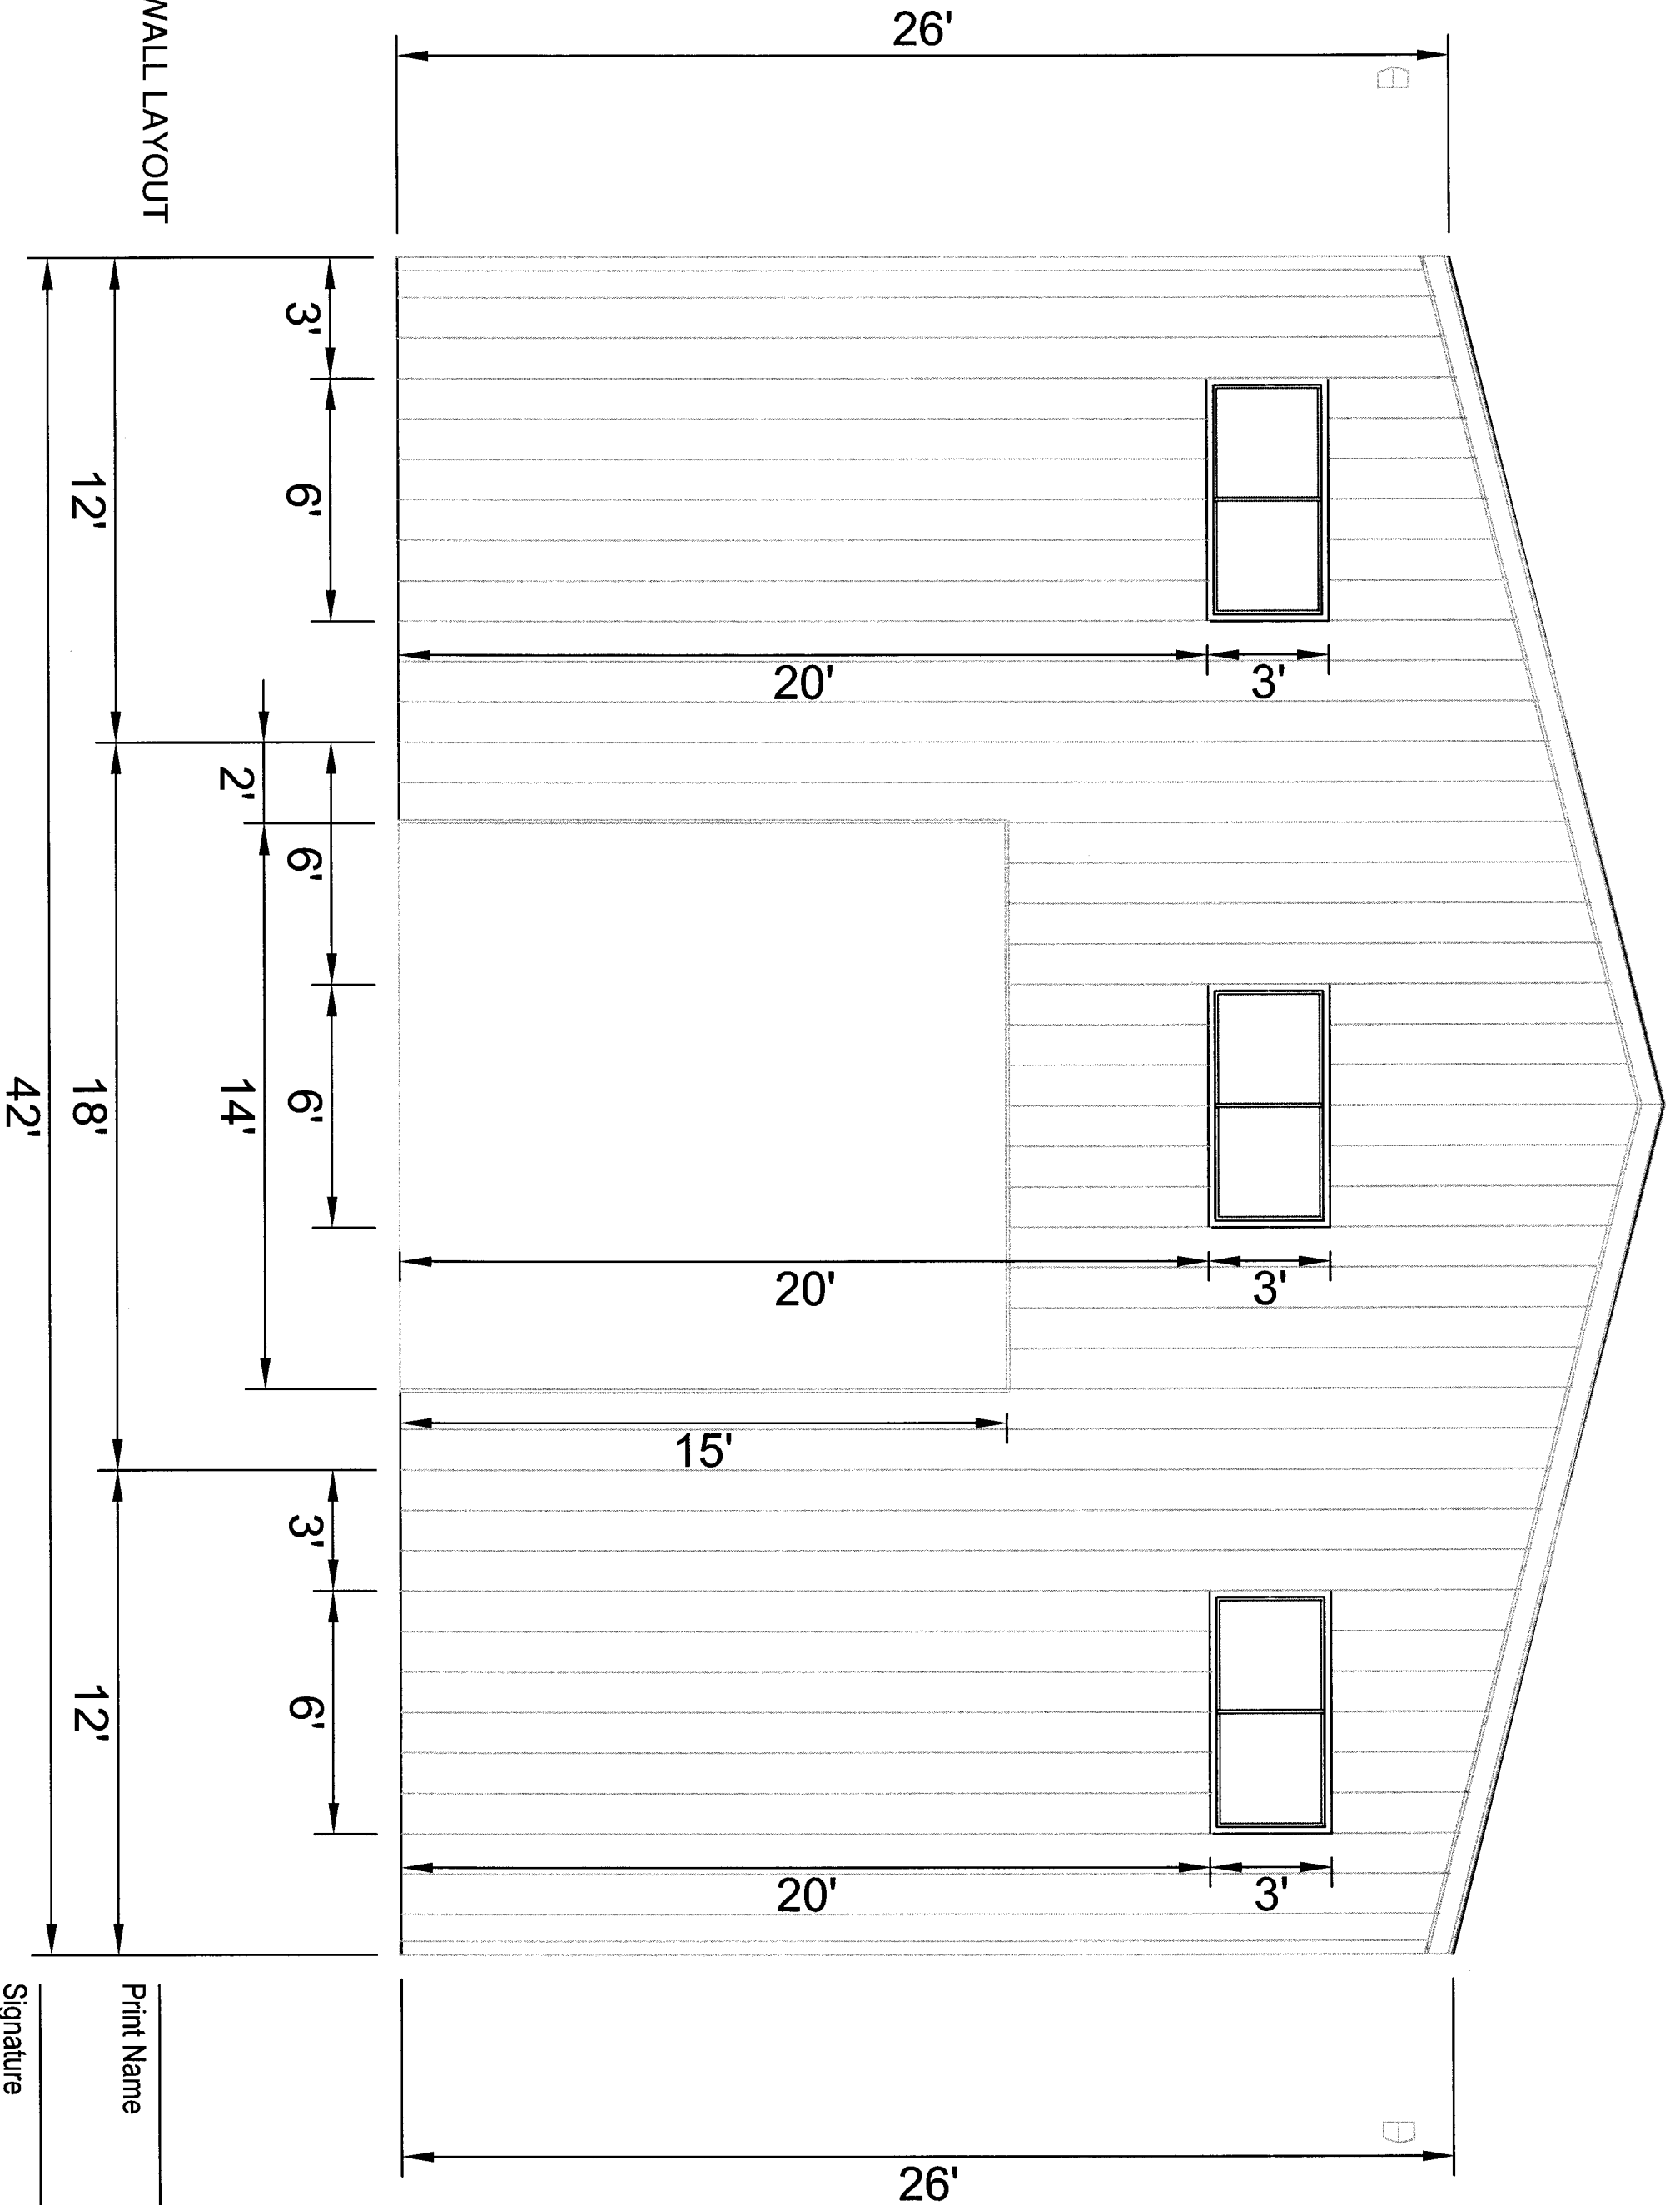 3' 3' 3'
26' 26'
20' 20' 20'
15'
3' 6' 6' 6' 3' 6'
2' 14'
WALL LAYOUT
12' 18' 12'
42'
Print Name
Signature